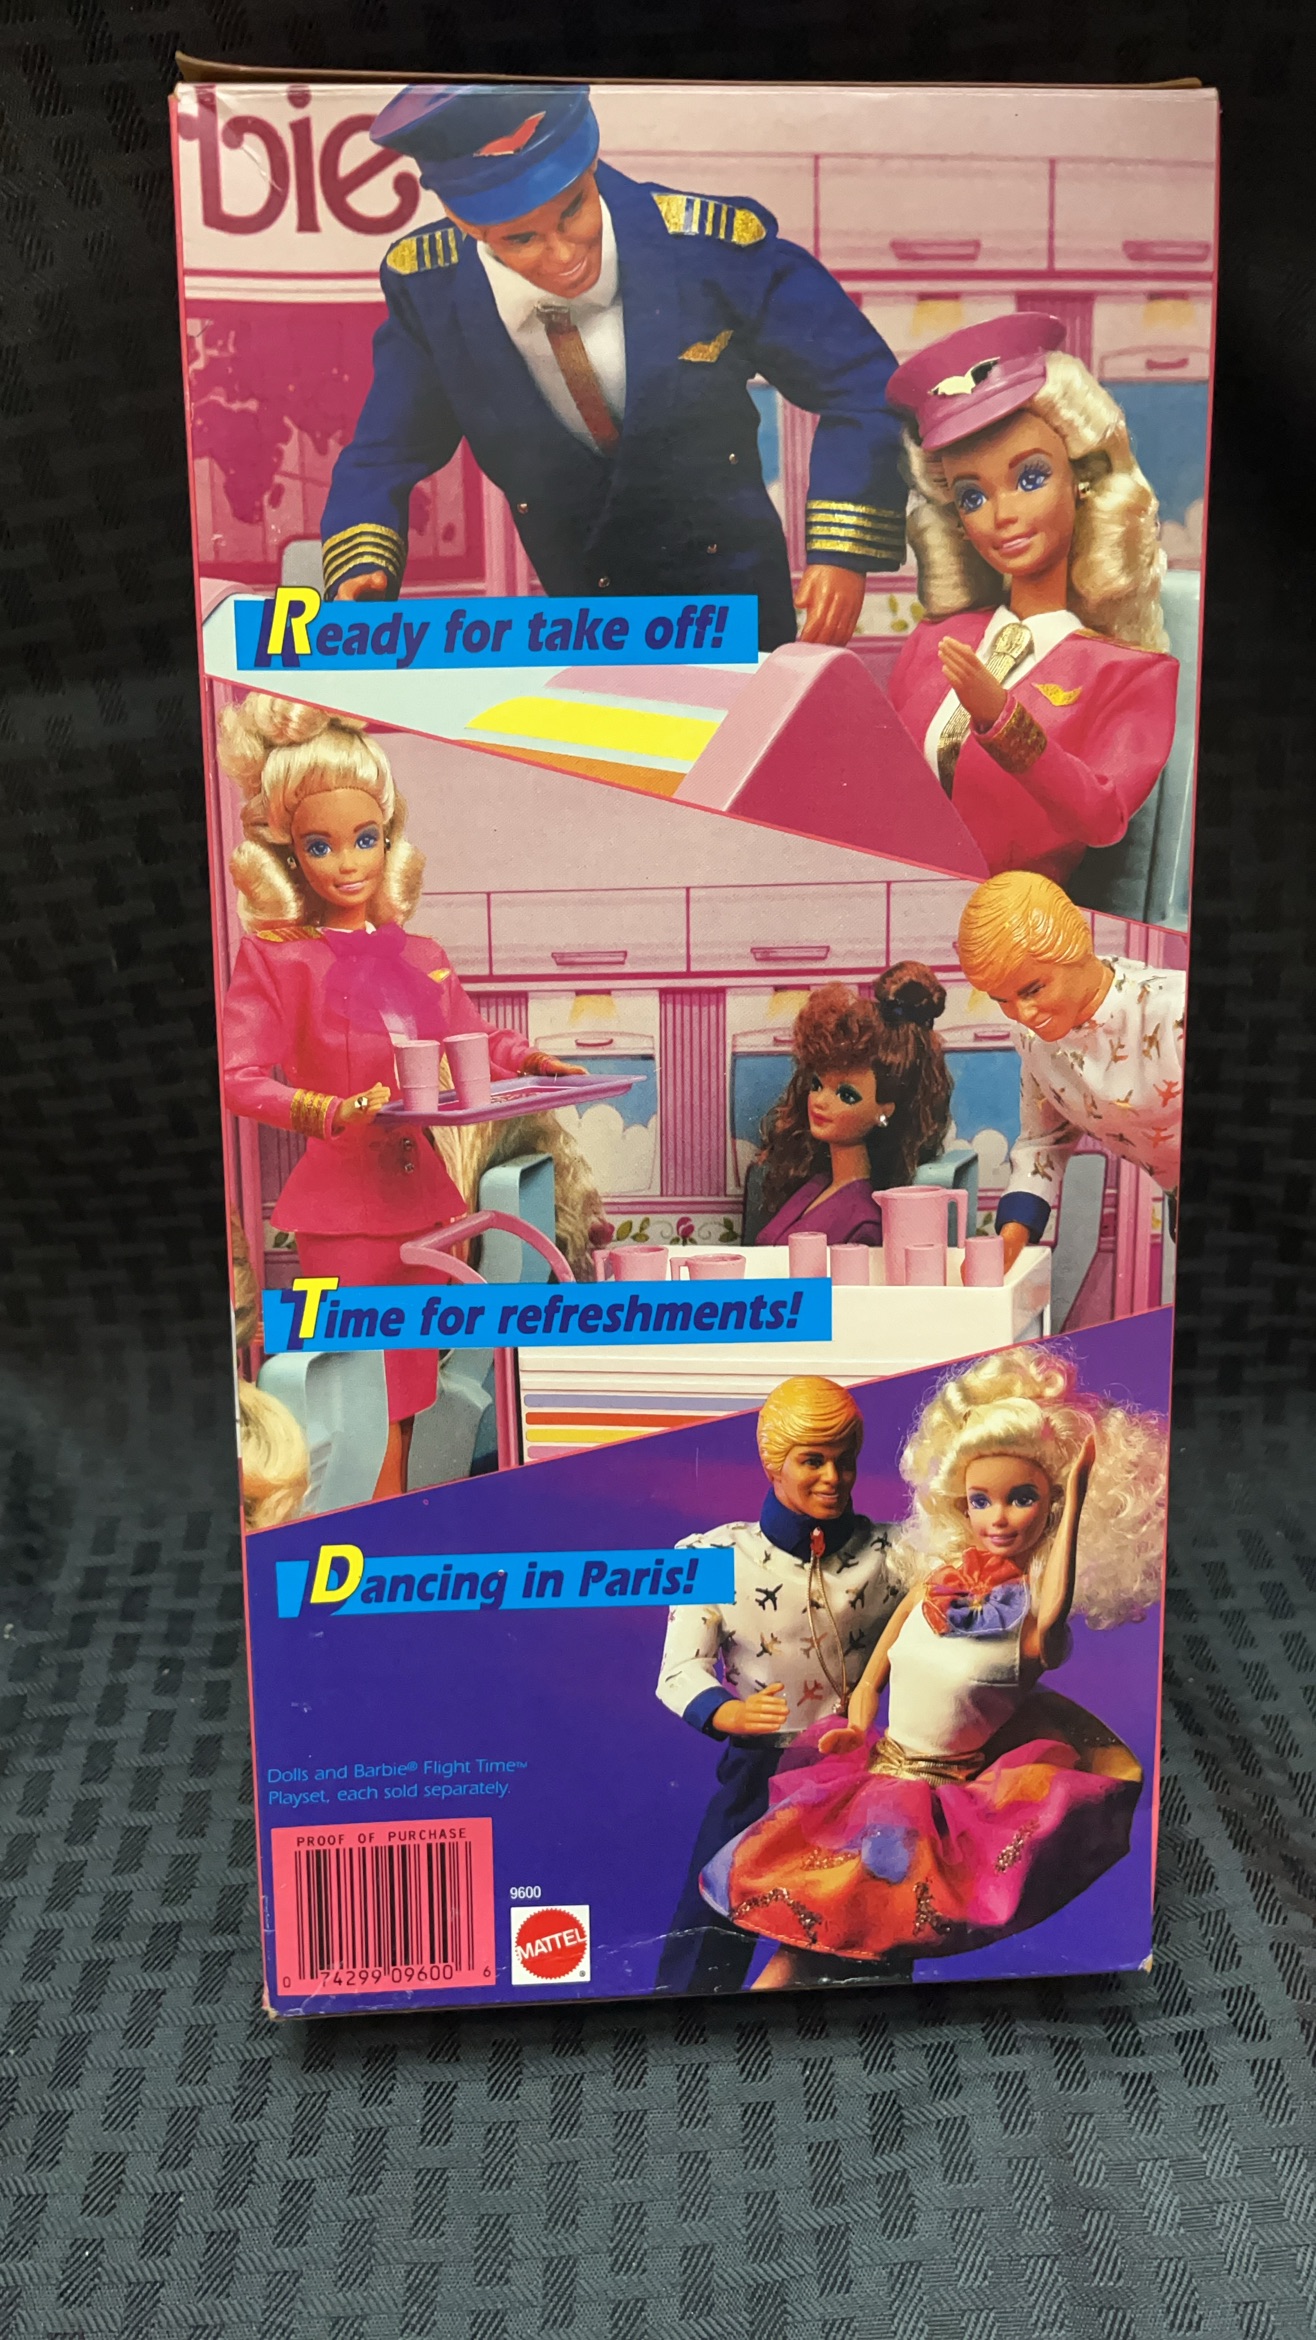 bie
Ready for take off!
Time for refreshments!
Dancing in Paris!
Dolls and Barbie® Flight Time™
Playset, each sold separately.
PROOF OF PURCHASE
0 74299 09600 6
9600
MATTEL®